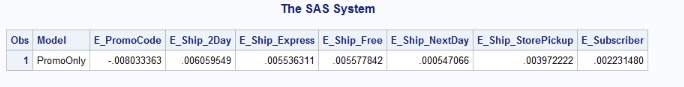 The SAS System
Obs Model E_PromoCode E_Ship_2Day E_Ship_Express E_Ship_Free E_Ship_NextDay E_Ship_StorePickup E_Subscriber
1 PromoOnly -.008033363 .006059549 .005536311 .005577842 .000547066 .003972222 .002231480